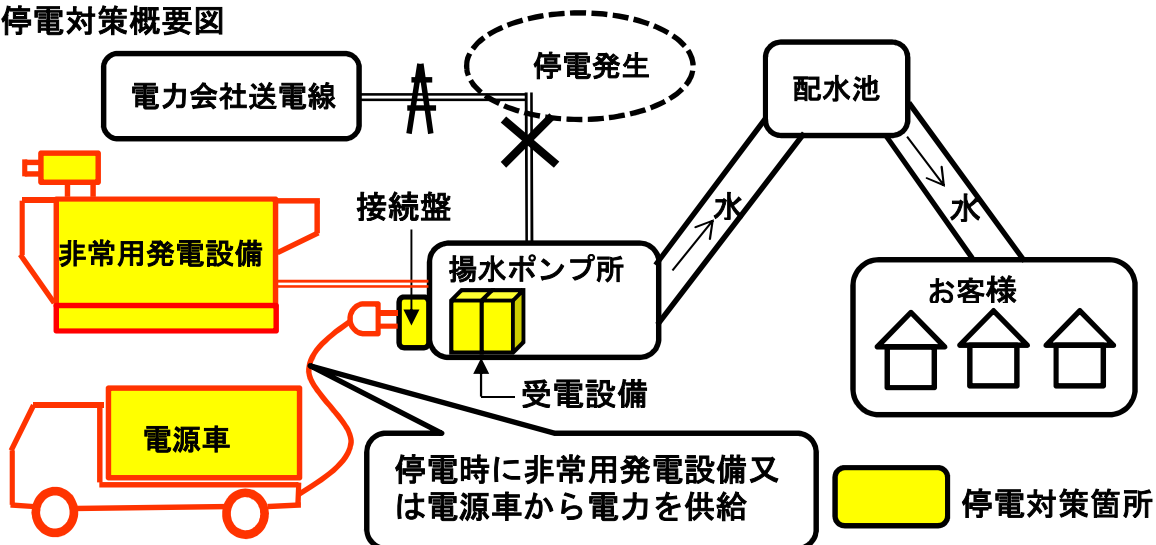 停電対策概要図
電力会社送電線
停電発生
配水池
水
水
接続盤
非常用発電設備
揚水ポンプ所
お客様
受電設備
電源車
停電時に非常用発電設備又
は電源車から電力を供給
停電対策箇所